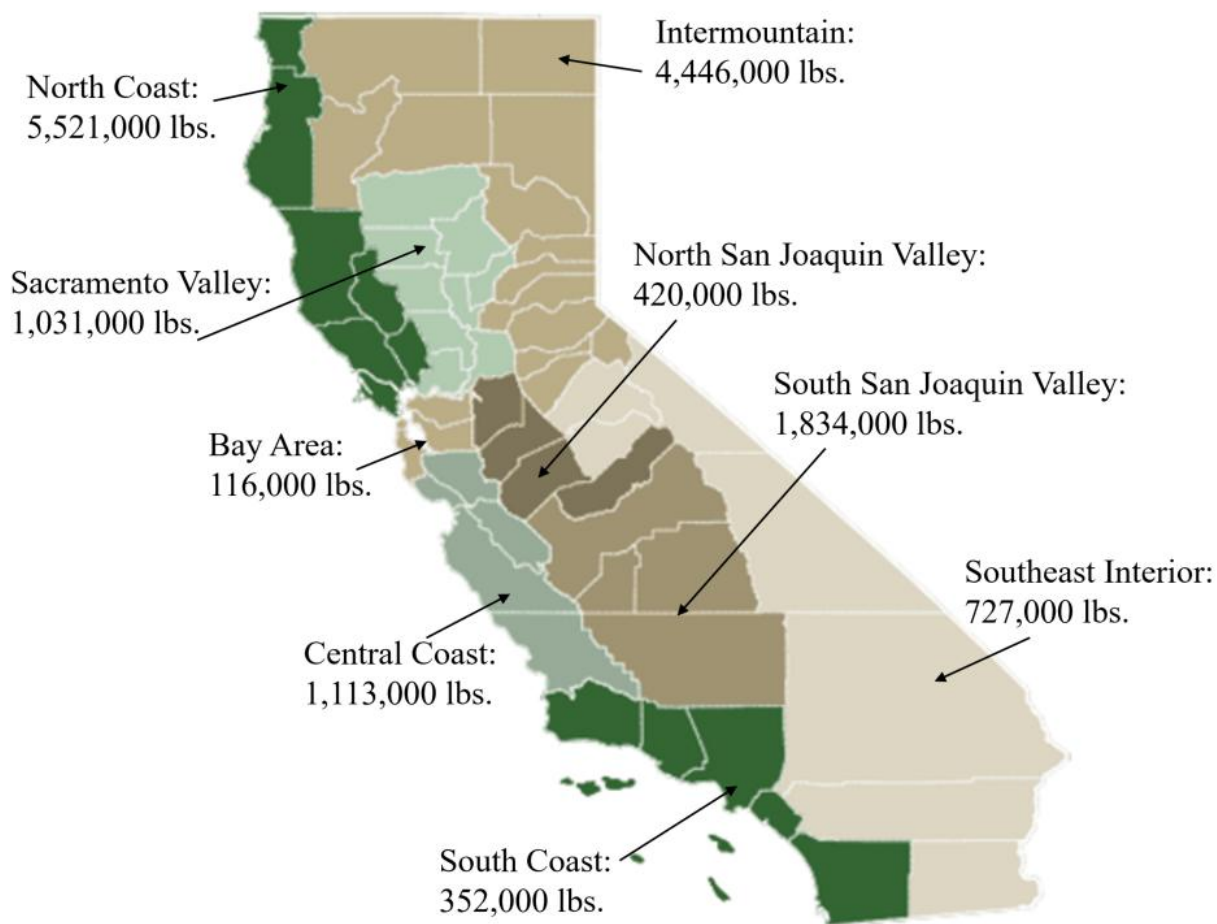 Intermountain:
4,446,000 lbs.
North Coast:
5,521,000 lbs.
North San Joaquin Valley:
420,000 lbs.
Sacramento Valley:
1,031,000 lbs.
South San Joaquin Valley:
1,834,000 lbs.
Bay Area:
116,000 lbs.
Southeast Interior:
727,000 lbs.
Central Coast:
1,113,000 lbs.
South Coast:
352,000 lbs.